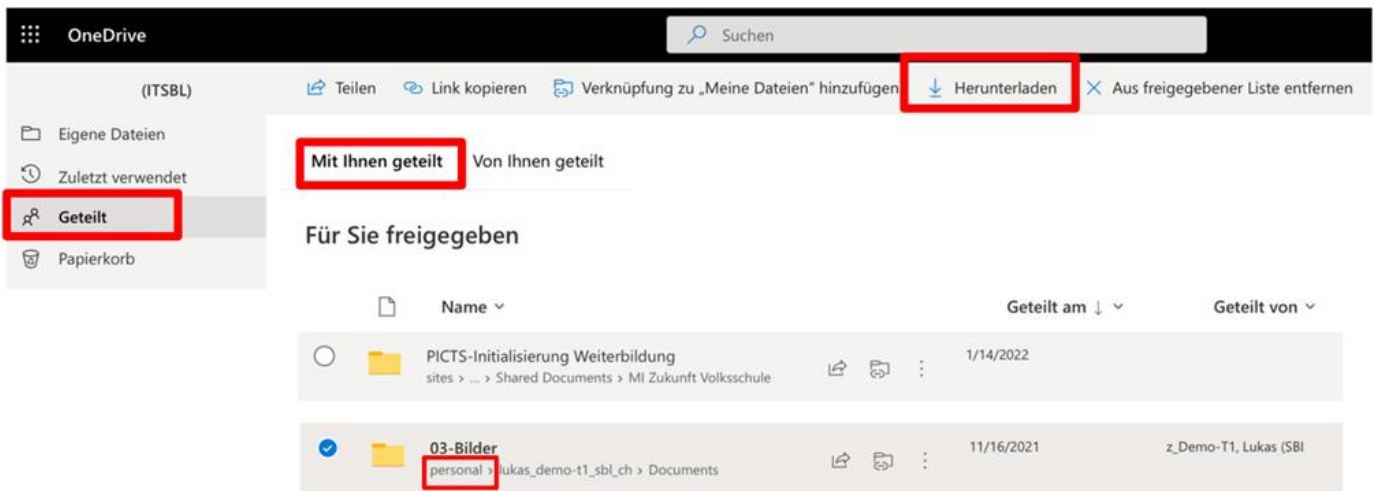 OneDrive
Suchen
(ITSBL)
Teilen Link kopieren Verknüpfung zu „Meine Dateien" hinzufügen Herunterladen Aus freigegebener Liste entfernen
Eigene Dateien
Zuletzt verwendet
Geteilt
Papierkorb
Mit Ihnen geteilt Von Ihnen geteilt
Für Sie freigegeben
Name Geteilt am ↓ Geteilt von
PICTS-Initialisierung Weiterbildung 1/14/2022
sites > ... > Shared Documents > MI Zukunft Volksschule
03-Bilder 11/16/2021 z_Demo-T1, Lukas (SBl
personal > lukas_demo-t1_sbl_ch > Documents